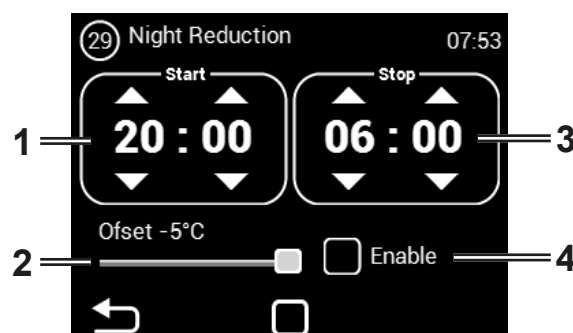 29 Night Reduction 07:53
Start Stop
1 20 : 00 06 : 00 3
Ofset -5°C
2 Enable 4